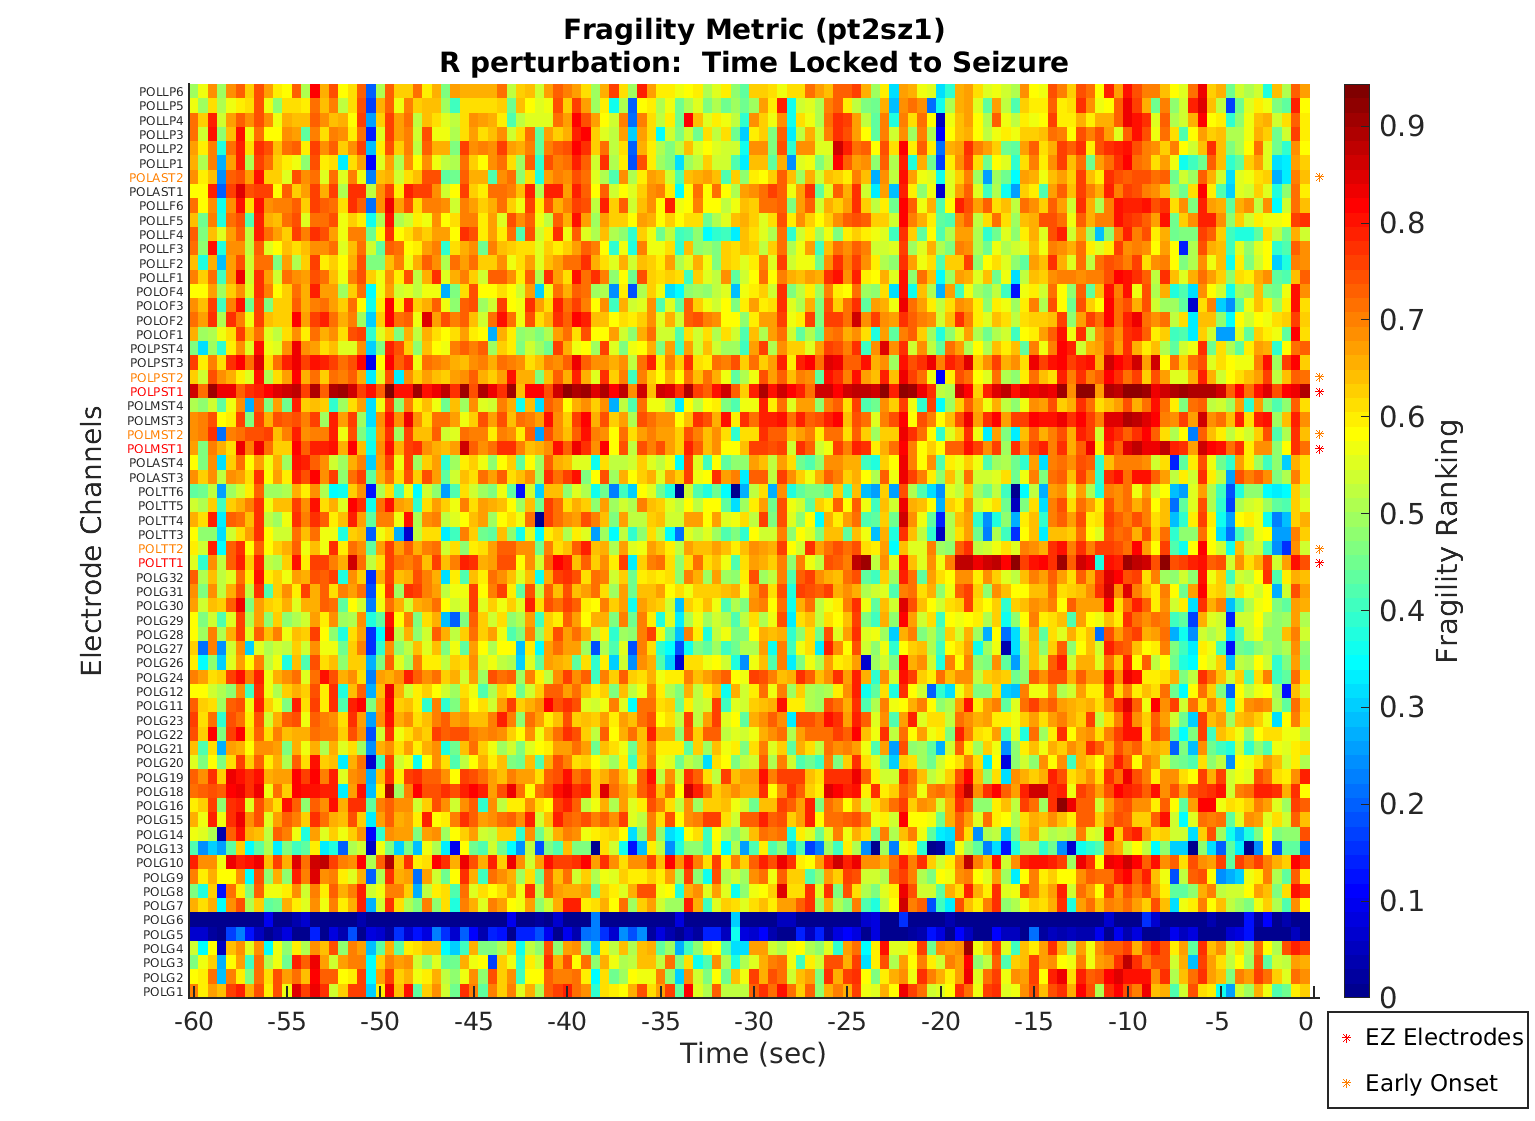 Fragility Metric (pt2sz1)
R perturbation:  Time Locked to Seizure
Electrode Channels
POLLP6
POLLP5
POLLP4
POLLP3
POLLP2
POLLP1
POLAST2
POLAST1
POLLF6
POLLF5
POLLF4
POLLF3
POLLF2
POLLF1
POLOF4
POLOF3
POLOF2
POLOF1
POLPST4
POLPST3
POLPST2
POLPST1
POLMST4
POLMST3
POLMST2
POLMST1
POLAST4
POLAST3
POLTT6
POLTT5
POLTT4
POLTT3
POLTT2
POLTT1
POLG32
POLG31
POLG30
POLG29
POLG28
POLG27
POLG26
POLG24
POLG12
POLG11
POLG23
POLG22
POLG21
POLG20
POLG19
POLG18
POLG16
POLG15
POLG14
POLG13
POLG10
POLG9
POLG8
POLG7
POLG6
POLG5
POLG4
POLG3
POLG2
POLG1
-60 -55 -50 -45 -40 -35 -30 -25 -20 -15 -10 -5 0
Time (sec)
0.9
0.8
0.7
0.6
0.5
0.4
0.3
0.2
0.1
0
Fragility Ranking
EZ Electrodes
Early Onset